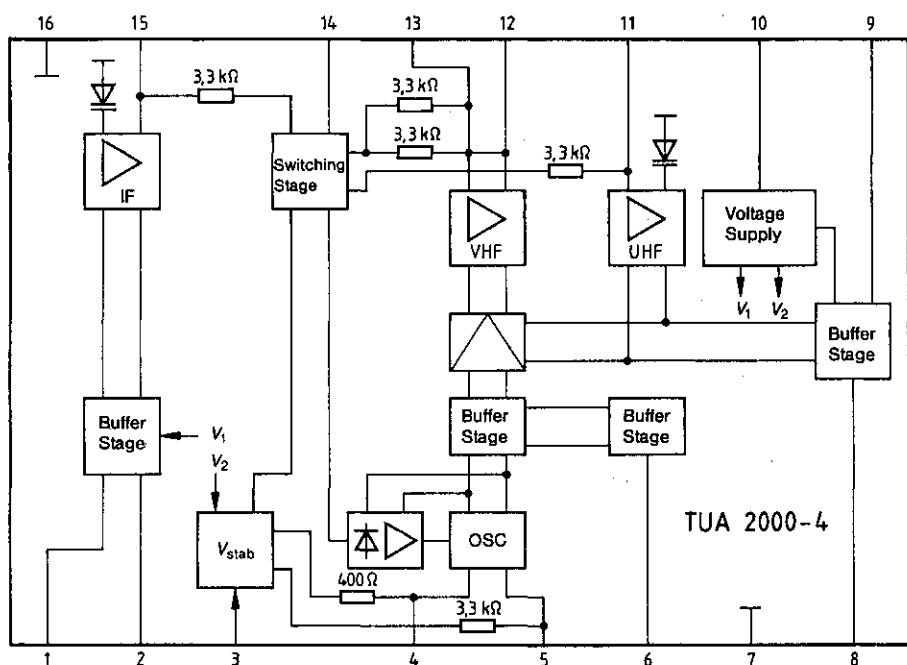 16 15 14 13 12 11 10 9
3,3 kΩ
3,3 kΩ
3,3 kΩ
3,3 kΩ
IF
Switching
Stage
VHF
UHF
Voltage
Supply
V1 V2
Buffer
Stage
Buffer
Stage
V1
V2
Buffer
Stage
Buffer
Stage
Vstab
OSC
TUA 2000-4
400 Ω
3,3 kΩ
1 2 3 4 5 6 7 8